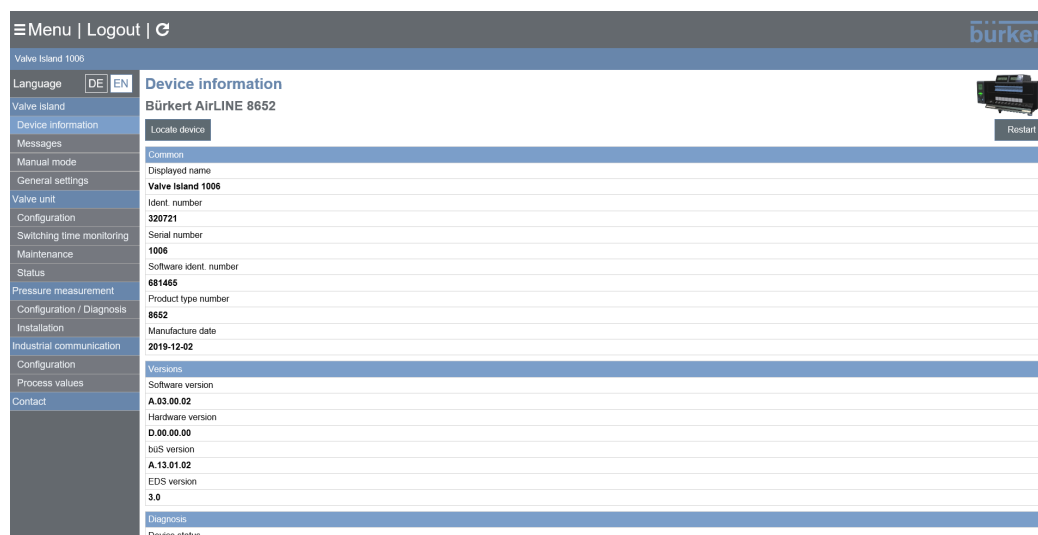 ≡Menu | Logout |
bürker
Valve Island 1006
Language DE EN
Valve island
Device information
Messages
Manual mode
General settings
Valve unit
Configuration
Switching time monitoring
Maintenance
Status
Pressure measurement
Configuration / Diagnosis
Installation
Industrial communication
Configuration
Process values
Contact
Device information
Bürkert AirLINE 8652
Locate device
Restart
Common
Displayed name
Valve Island 1006
Ident. number
320721
Serial number
1006
Software ident. number
681465
Product type number
8652
Manufacture date
2019-12-02
Versions
Software version
A.03.00.02
Hardware version
D.00.00.00
büS version
A.13.01.02
EDS version
3.0
Diagnosis
Device status